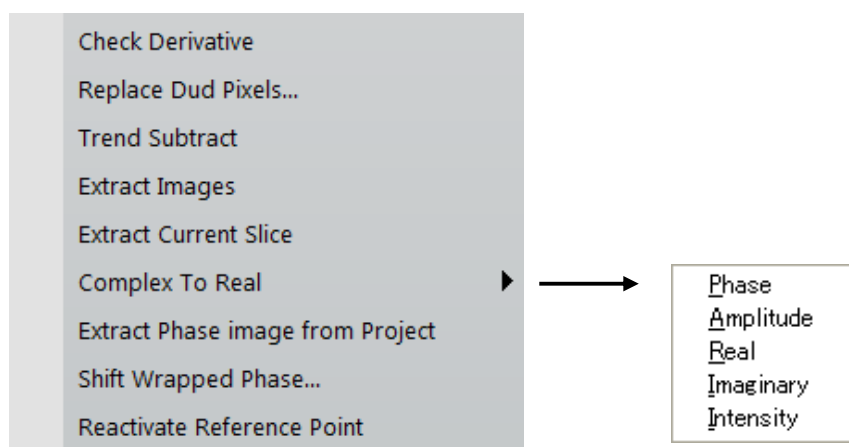 Check Derivative
Replace Dud Pixels...
Trend Subtract
Extract Images
Extract Current Slice
Complex To Real
Extract Phase image from Project
Shift Wrapped Phase...
Reactivate Reference Point
Phase
Amplitude
Real
Imaginary
Intensity